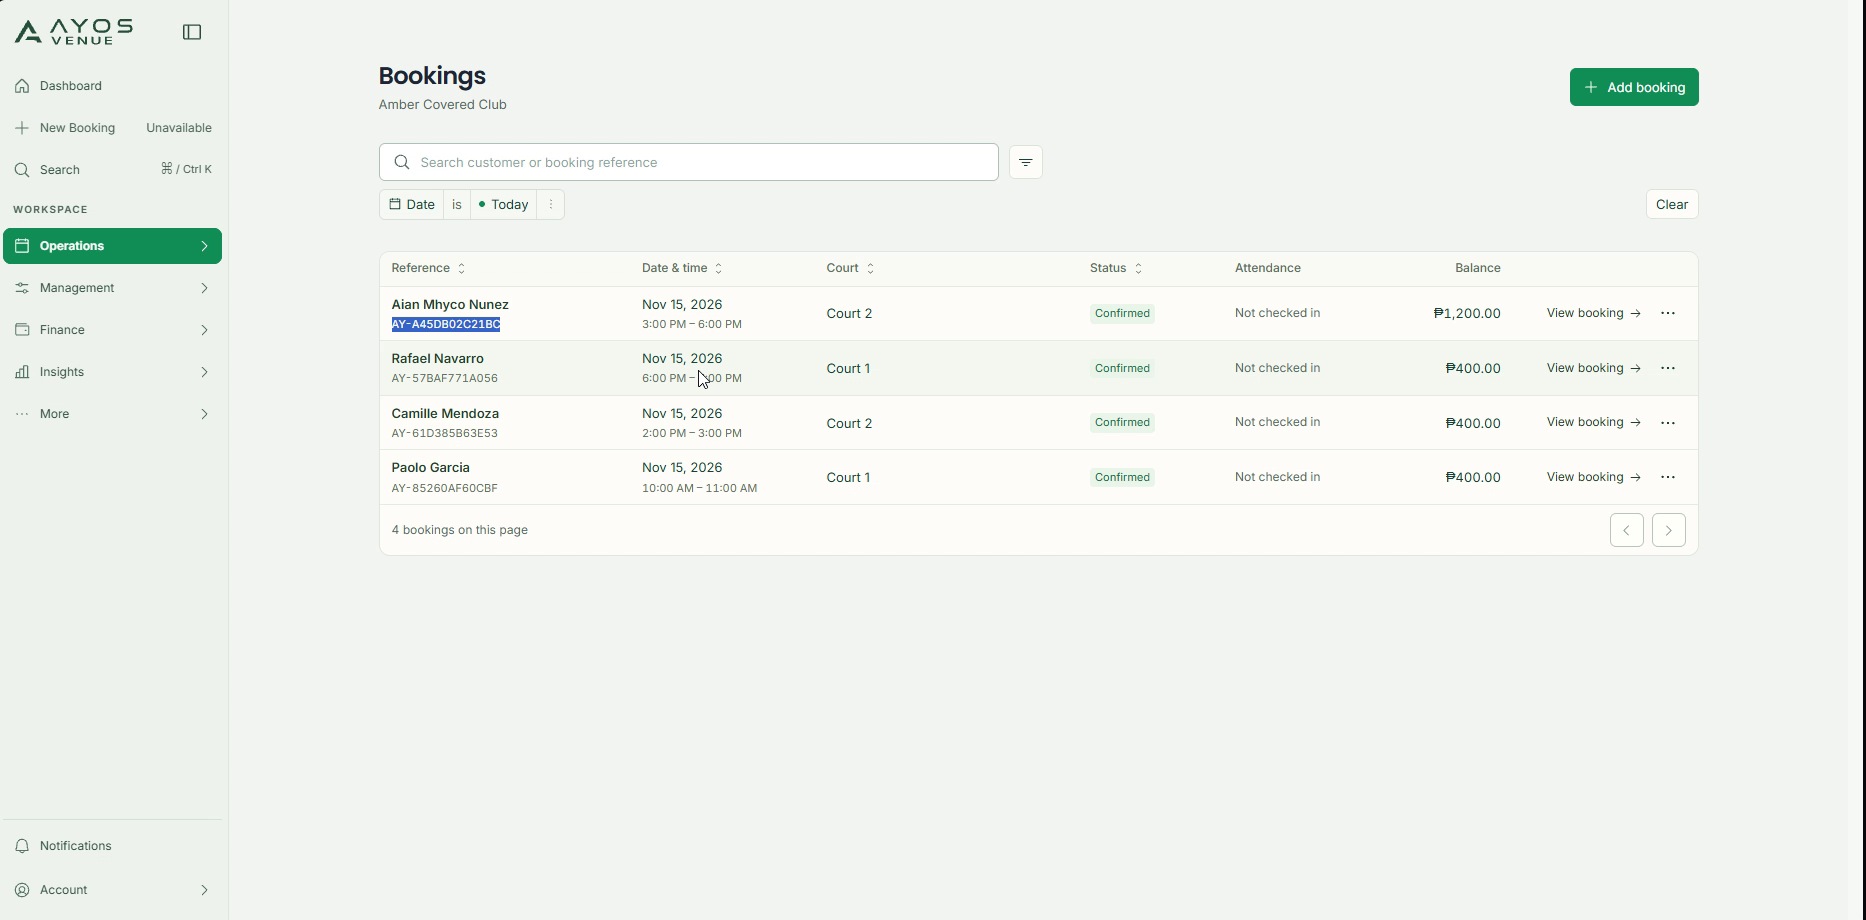 AYOS
VENUE
Dashboard
New Booking Unavailable
Search ⌘ / Ctrl K
WORKSPACE
Operations
Management
Finance
Insights
More
Notifications
Account
Bookings
Amber Covered Club
Add booking
Search customer or booking reference
Date is Today
Clear
Reference Date & time Court Status Attendance Balance
Aian Mhyco Nunez Nov 15, 2026 Court 2 Confirmed Not checked in ₱1,200.00 View booking →
AY-A45DB02C21BC 3:00 PM – 6:00 PM
Rafael Navarro Nov 15, 2026 Court 1 Confirmed Not checked in ₱400.00 View booking →
AY-57BAF771A056 6:00 PM – :00 PM
Camille Mendoza Nov 15, 2026 Court 2 Confirmed Not checked in ₱400.00 View booking →
AY-61D385B63E53 2:00 PM – 3:00 PM
Paolo Garcia Nov 15, 2026 Court 1 Confirmed Not checked in ₱400.00 View booking →
AY-85260AF60CBF 10:00 AM – 11:00 AM
4 bookings on this page